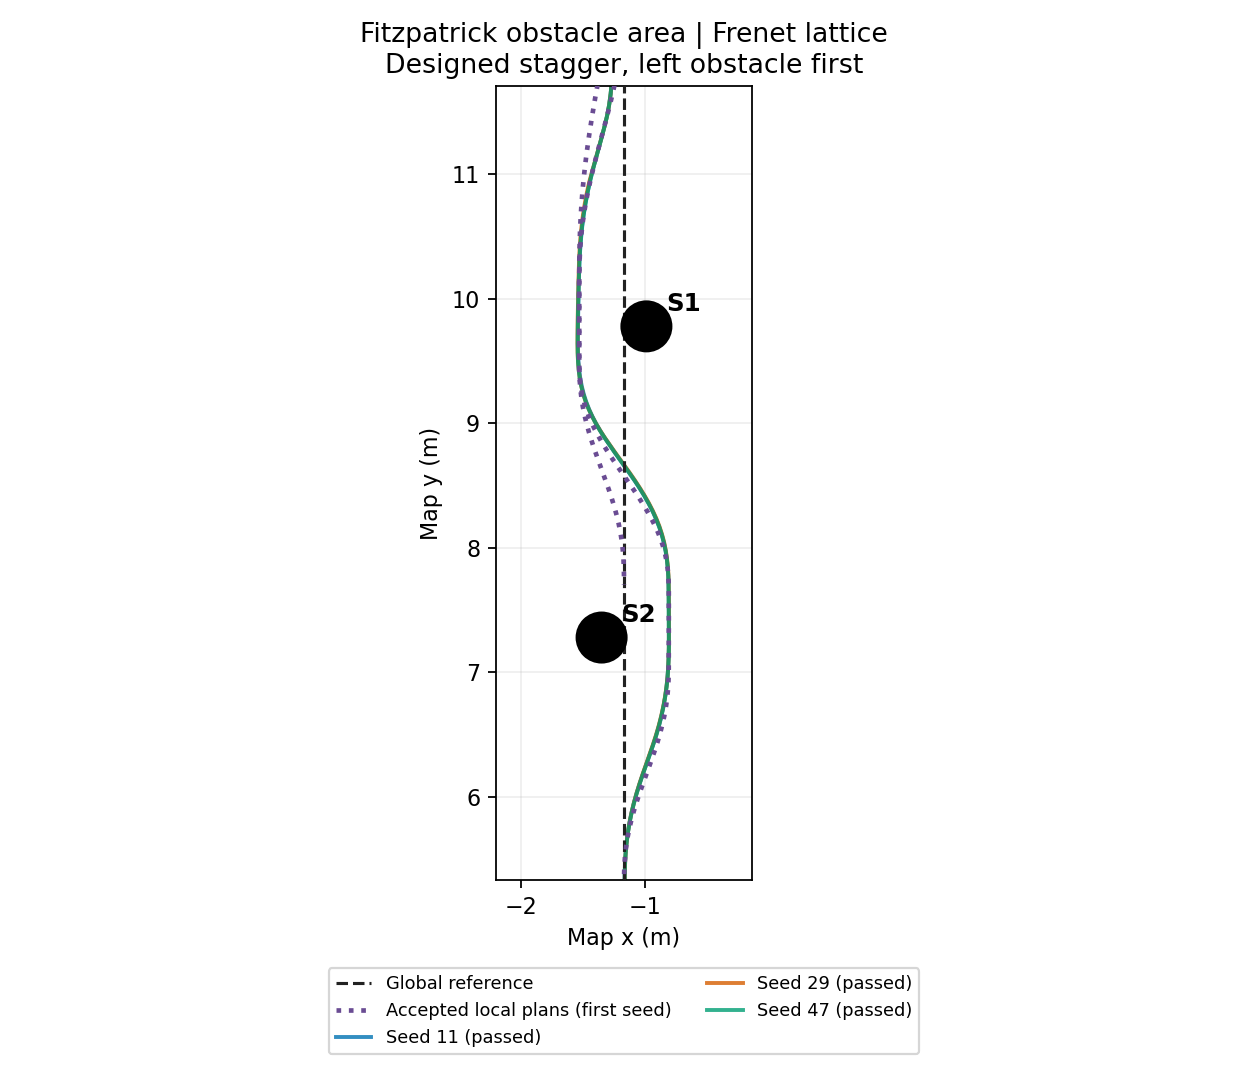 Fitzpatrick obstacle area | Frenet lattice
Designed stagger, left obstacle first
11
10
9
8
7
6
S1
S2
Map y (m)
−2
−1
Map x (m)
Global reference
Accepted local plans (first seed)
Seed 11 (passed)
Seed 29 (passed)
Seed 47 (passed)